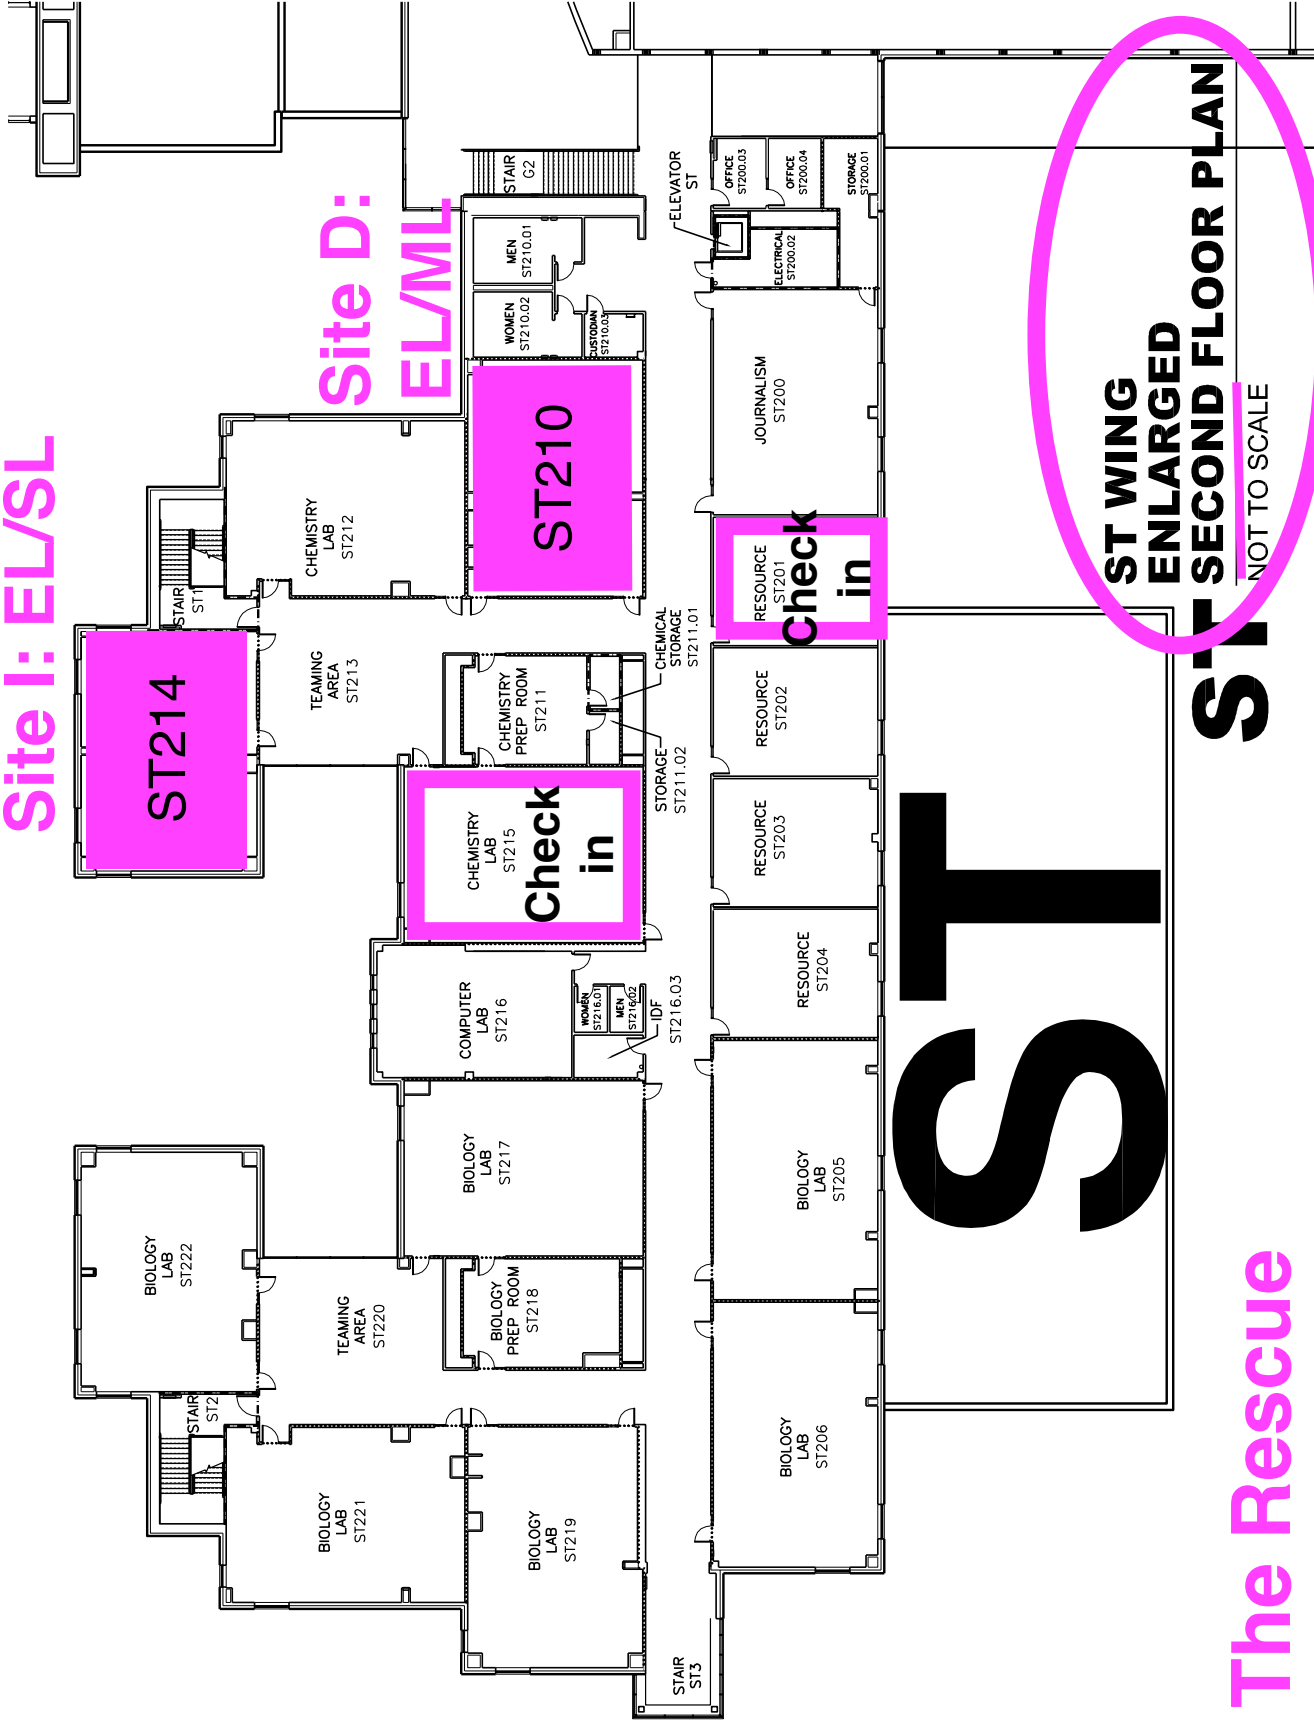 Site I: EL/SL
Site D:
EL/ML
ST214
ST210
Check
in
Check
in
The Rescue
ST WING
ENLARGED
SECOND FLOOR PLAN
NOT TO SCALE
ST
ST
STAIR
G2
MEN
ST210.01
WOMEN
ST210.02
CUSTODIAN
ST210.03
ELEVATOR
ST
OFFICE
ST200.03
OFFICE
ST200.04
STORAGE
ST200.01
ELECTRICAL
ST200.02
JOURNALISM
ST200
RESOURCE
ST201
RESOURCE
ST202
RESOURCE
ST203
RESOURCE
ST204
BIOLOGY
LAB
ST205
BIOLOGY
LAB
ST206
CHEMISTRY
LAB
ST212
STAIR
ST1
TEAMING
AREA
ST213
CHEMISTRY
PREP ROOM
ST211
CHEMICAL
STORAGE
ST211.01
STORAGE
ST211.02
CHEMISTRY
LAB
ST215
COMPUTER
LAB
ST216
WOMEN
ST216.01
MEN
ST216.02
IDF
ST216.03
BIOLOGY
LAB
ST217
BIOLOGY
PREP ROOM
ST218
BIOLOGY
LAB
ST222
TEAMING
AREA
ST220
STAIR
ST2
BIOLOGY
LAB
ST221
BIOLOGY
LAB
ST219
STAIR
ST3